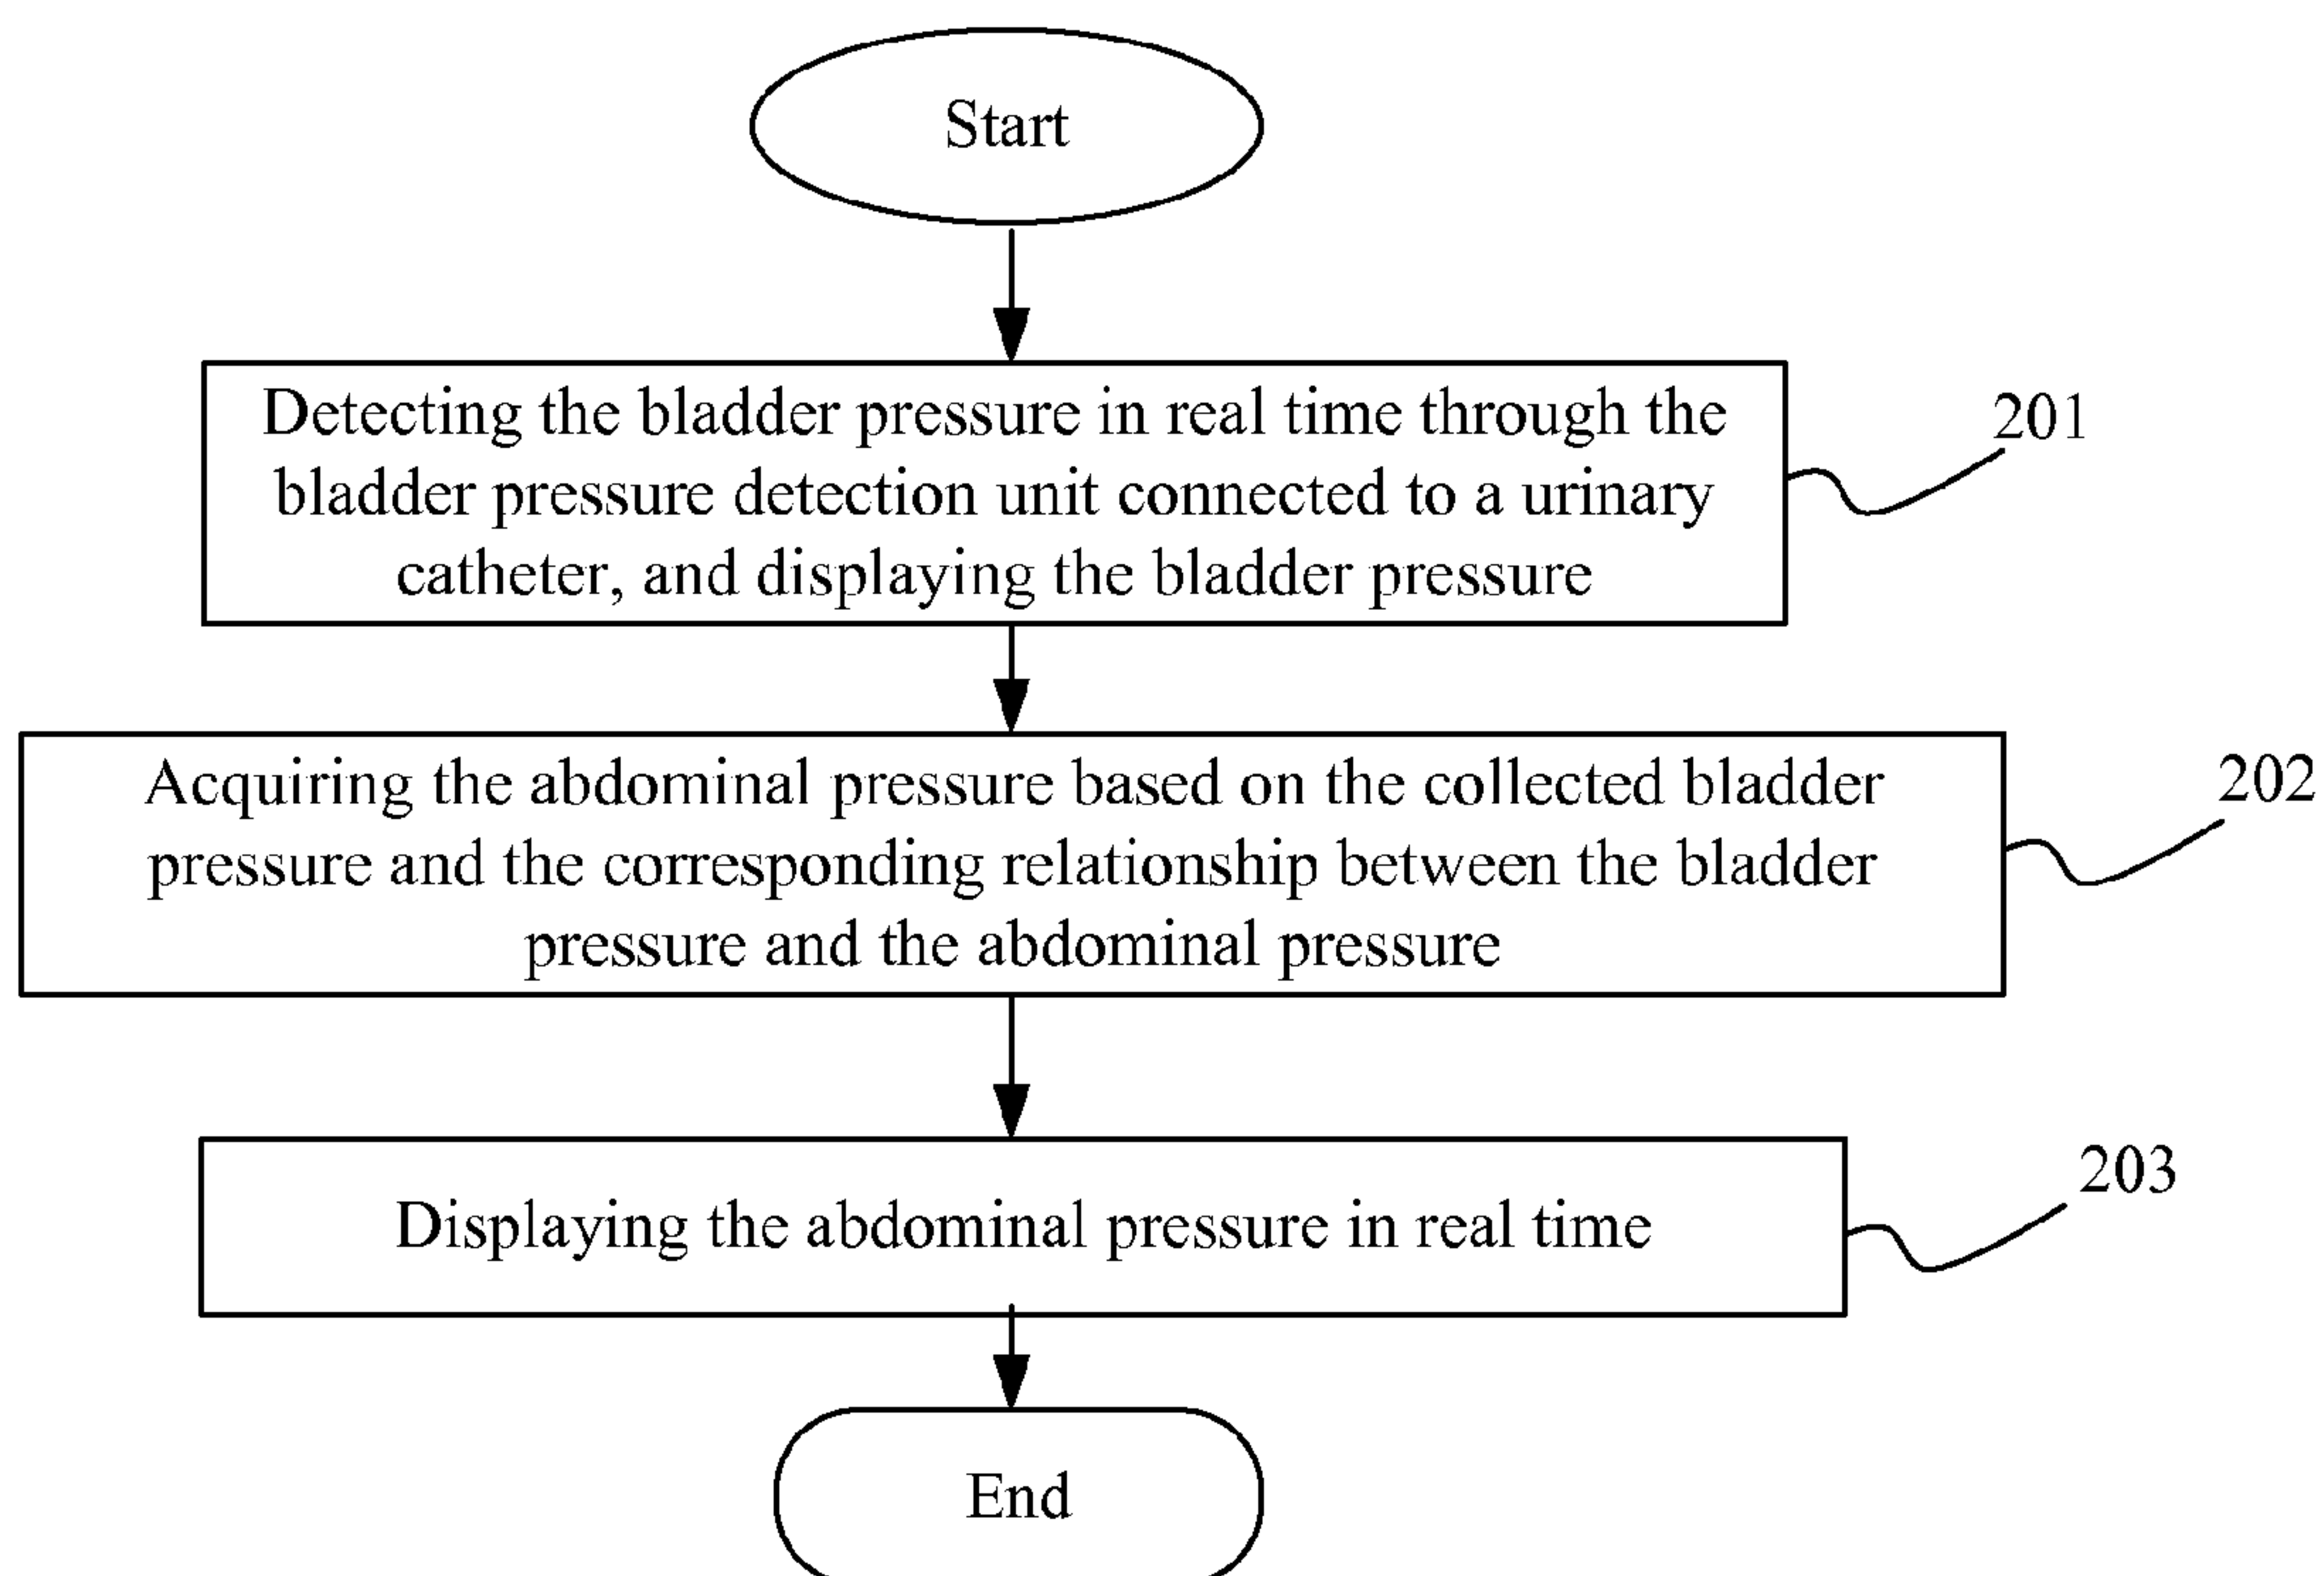 Start
Detecting the bladder pressure in real time through the
bladder pressure detection unit connected to a urinary
catheter, and displaying the bladder pressure
201
Acquiring the abdominal pressure based on the collected bladder
pressure and the corresponding relationship between the bladder
pressure and the abdominal pressure
202
Displaying the abdominal pressure in real time
203
End